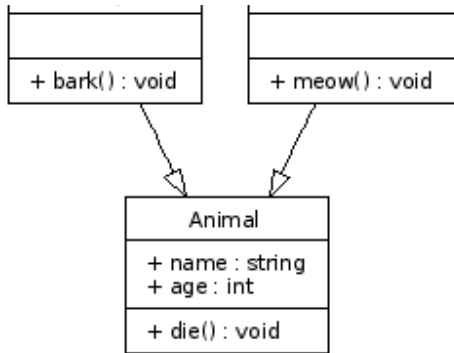 + bark() : void
+ meow() : void
Animal
+ name : string
+ age : int
+ die() : void